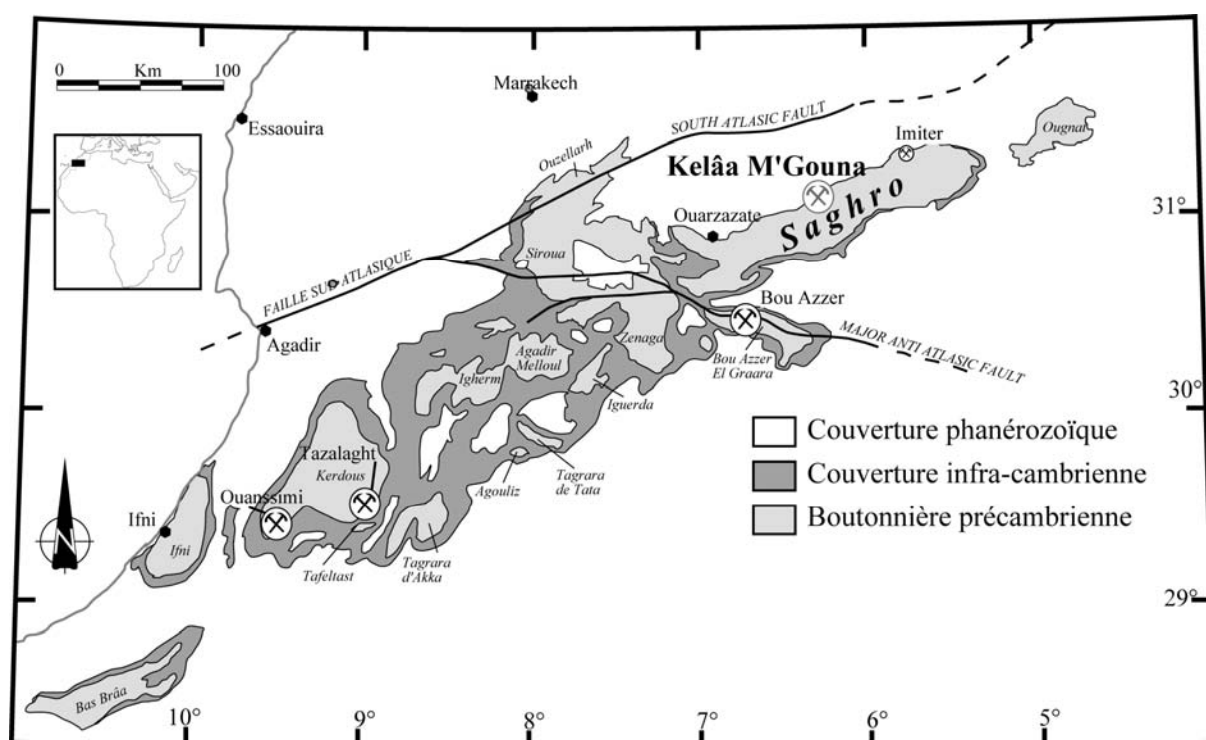 0 Km 100
Marrakech
Essaouira
SOUTH ATLASIC FAULT
Ougnat
Imiter
Ouzellarh
Kelâa M'Gouna
Saghro
31°
Ouarzazate
Siroua
FAILLE SUD ATLASIQUE
Bou Azzer
Agadir
Zenaga
MAJOR ANTI ATLASIC FAULT
Agadir
Melloul
Bou Azzer
El Graara
Igherm
Iguerda
30°
Couverture phanérozoïque
Tazalaght
Kerdous
Couverture infra-cambrienne
Tagrara
de Tata
Agouliz
Ouanssimi
Boutonnière précambrienne
Ifni
N
Ifni
Tafeltast
Tagrara
d'Akka
29°
Bas Brâa
10° 9° 8° 7° 6° 5°